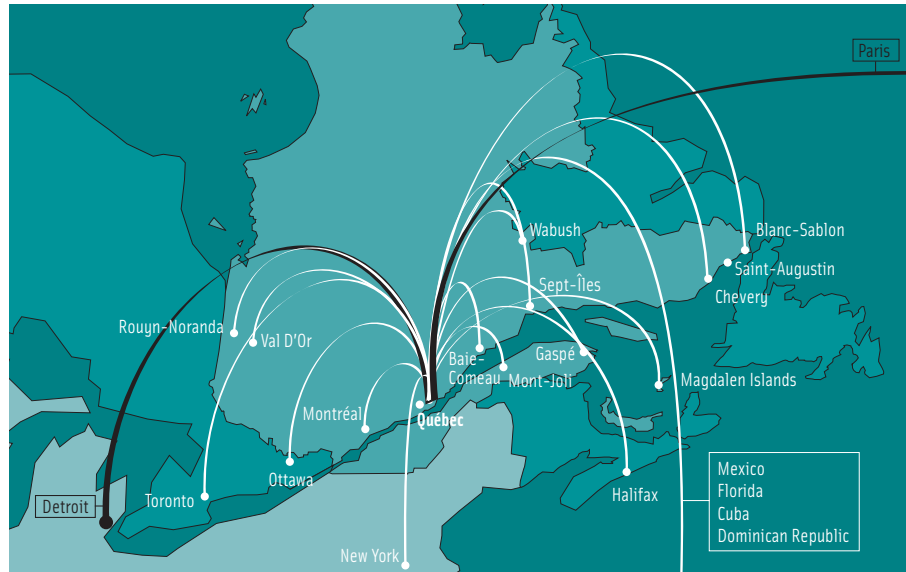 Paris
Blanc-Sablon
Wabush
Saint-Augustin
Sept-Îles
Chevery
Rouyn-Noranda
Val D'Or
Baie-
Comeau
Gaspé
Mont-Joli
Magdalen Islands
Montréal
Québec
Ottawa
Toronto
Detroit
Halifax
New York
Mexico
Florida
Cuba
Dominican Republic